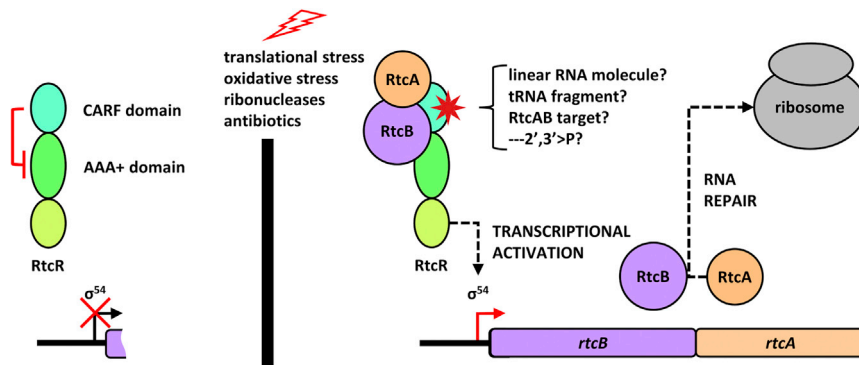 CARF domain
AAA+ domain
RtcR
σ54
translational stress
oxidative stress
ribonucleases
antibiotics
RtcA
RtcB
linear RNA molecule?
tRNA fragment?
RtcAB target?
---2’,3’>P?
RtcR
TRANSCRIPTIONAL
ACTIVATION
σ54
ribosome
RNA
REPAIR
RtcB
RtcA
rtcB
rtcA